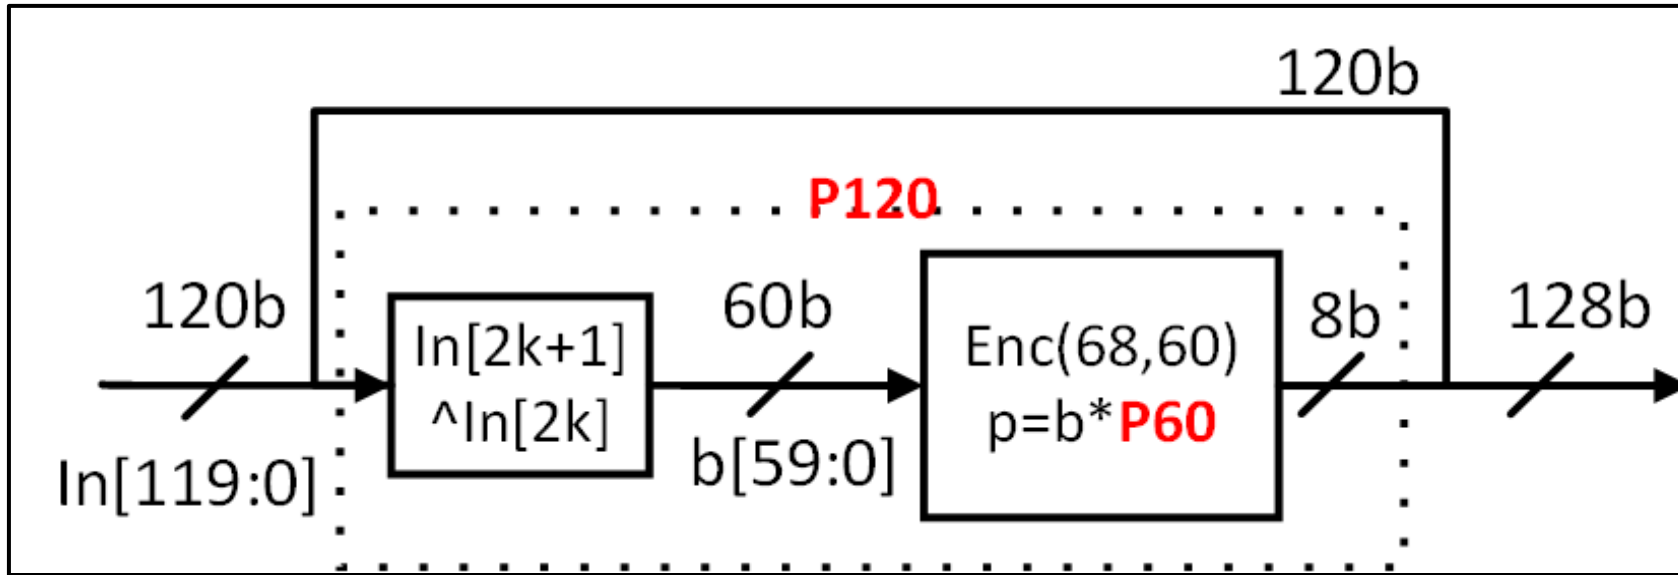 120b
P120
120b
60b
8b
128b
In[2k+1]
^In[2k]
Enc(68,60)
p=b*P60
In[119:0]
b[59:0]